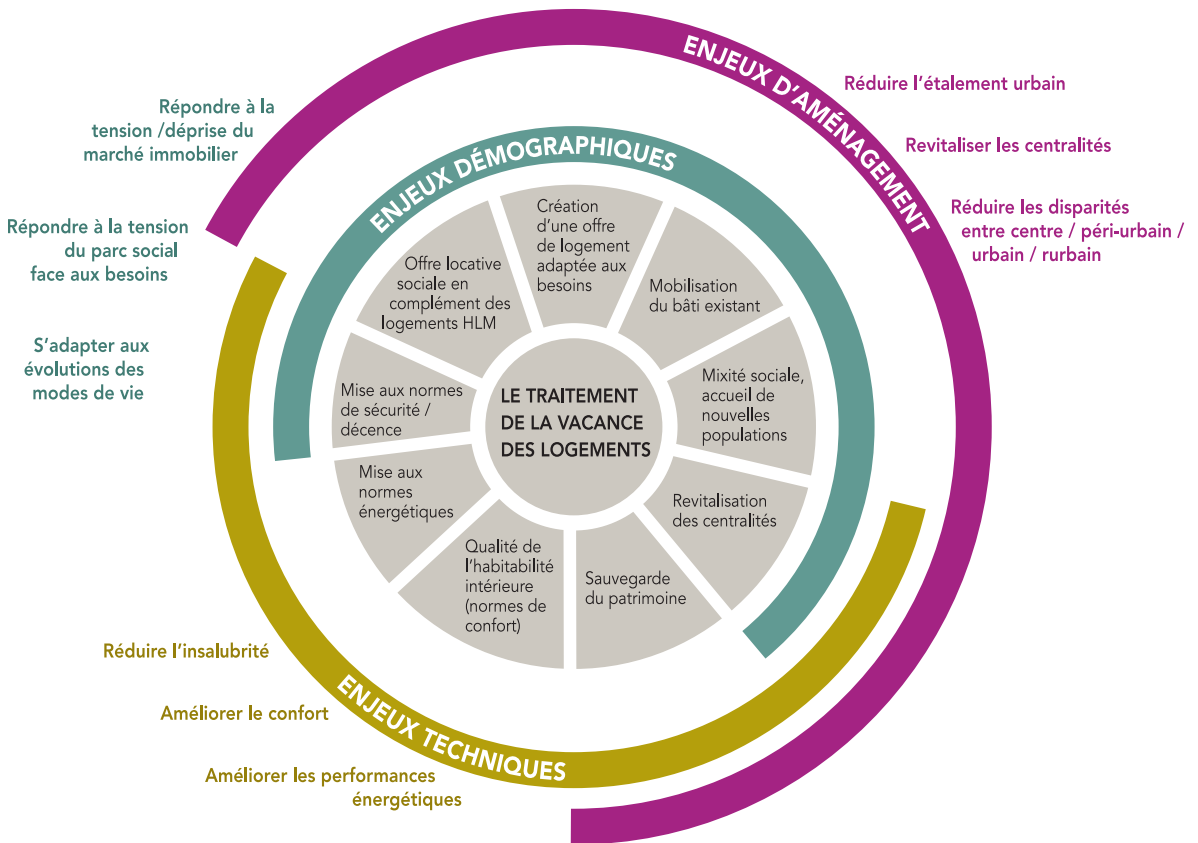 ENJEUX D'AMÉNAGEMENT
Réduire l'étalement urbain
Revitaliser les centralités
Réduire les disparités
entre centre / péri-urbain /
urbain / rurbain
ENJEUX DÉMOGRAPHIQUES
Répondre à la
tension /déprise du
marché immobilier
Répondre à la tension
du parc social
face aux besoins
S'adapter aux
évolutions des
modes de vie
Création
d'une offre
de logement
adaptée aux
besoins
Mobilisation
du bâti existant
Mixité sociale,
accueil de
nouvelles
populations
Revitalisation
des centralités
Sauvegarde
du patrimoine
Qualité de
l'habitabilité
intérieure
(normes de
confort)
Mise aux
normes
énergétiques
Mise aux normes
de sécurité /
décence
Offre locative
sociale en
complément des
logements HLM
LE TRAITEMENT
DE LA VACANCE
DES LOGEMENTS
ENJEUX TECHNIQUES
Réduire l'insalubrité
Améliorer le confort
Améliorer les performances
énergétiques